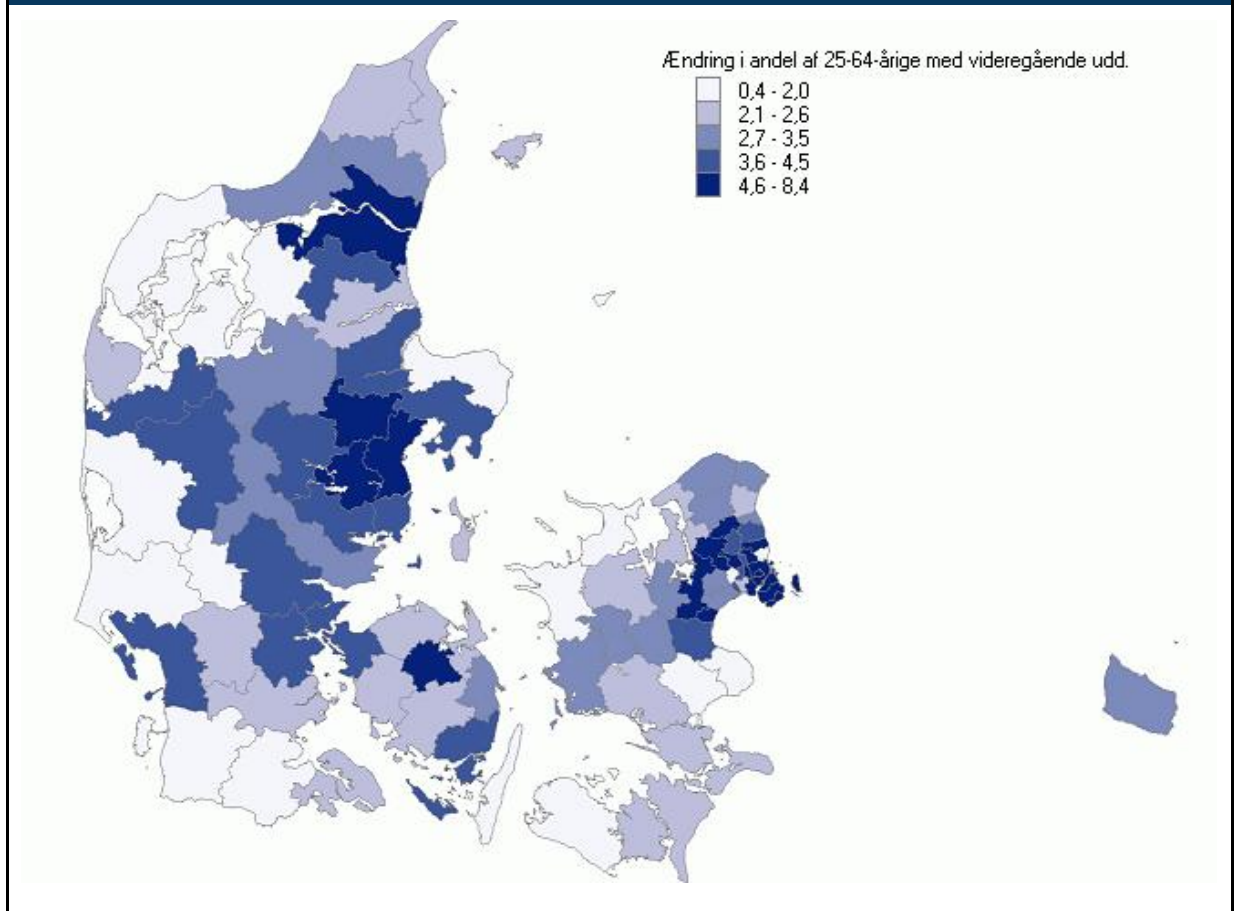 Ændring i andel af 25-64-årige med videregående udd.
0,4 - 2,0
2,1 - 2,6
2,7 - 3,5
3,6 - 4,5
4,6 - 8,4